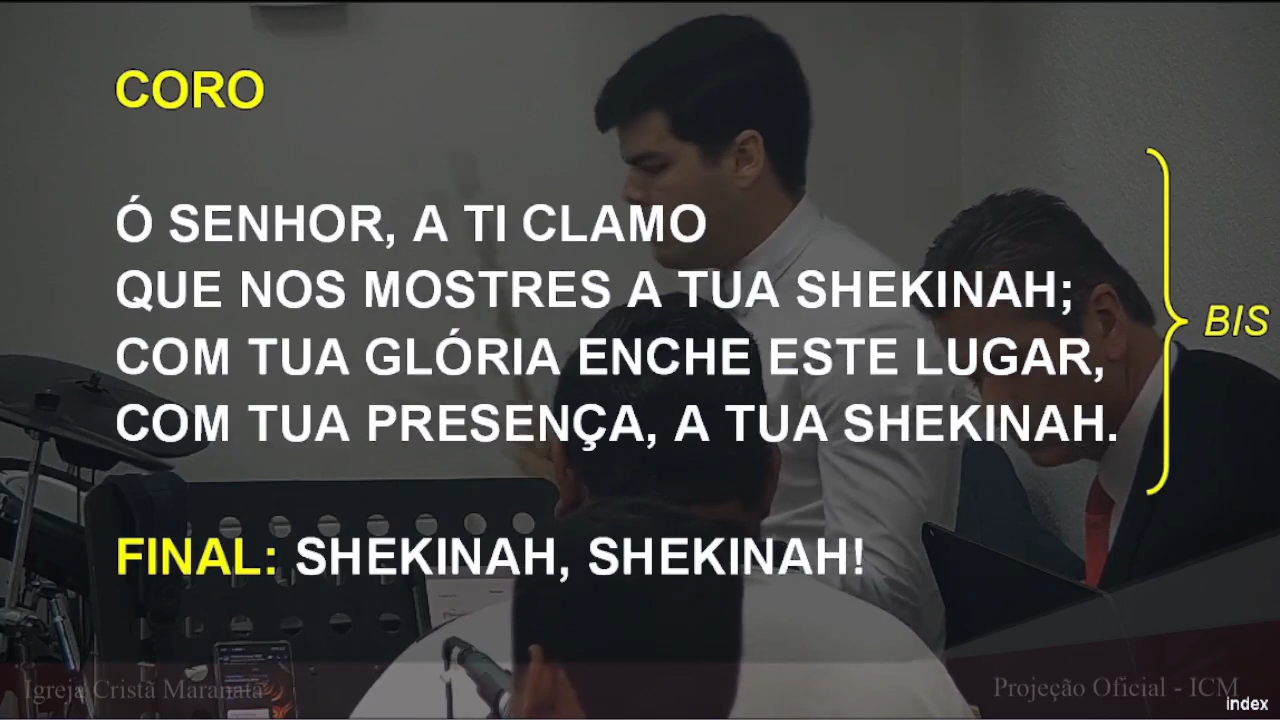 CORO
Ó SENHOR, A TI CLAMO
QUE NOS MOSTRES A TUA SHEKINAH;
COM TUA GLÓRIA ENCHE ESTE LUGAR,
COM TUA PRESENÇA, A TUA SHEKINAH.
BIS
FINAL: SHEKINAH, SHEKINAH!
Igreja Cristã Maranata
Projeção Oficial - ICM
index